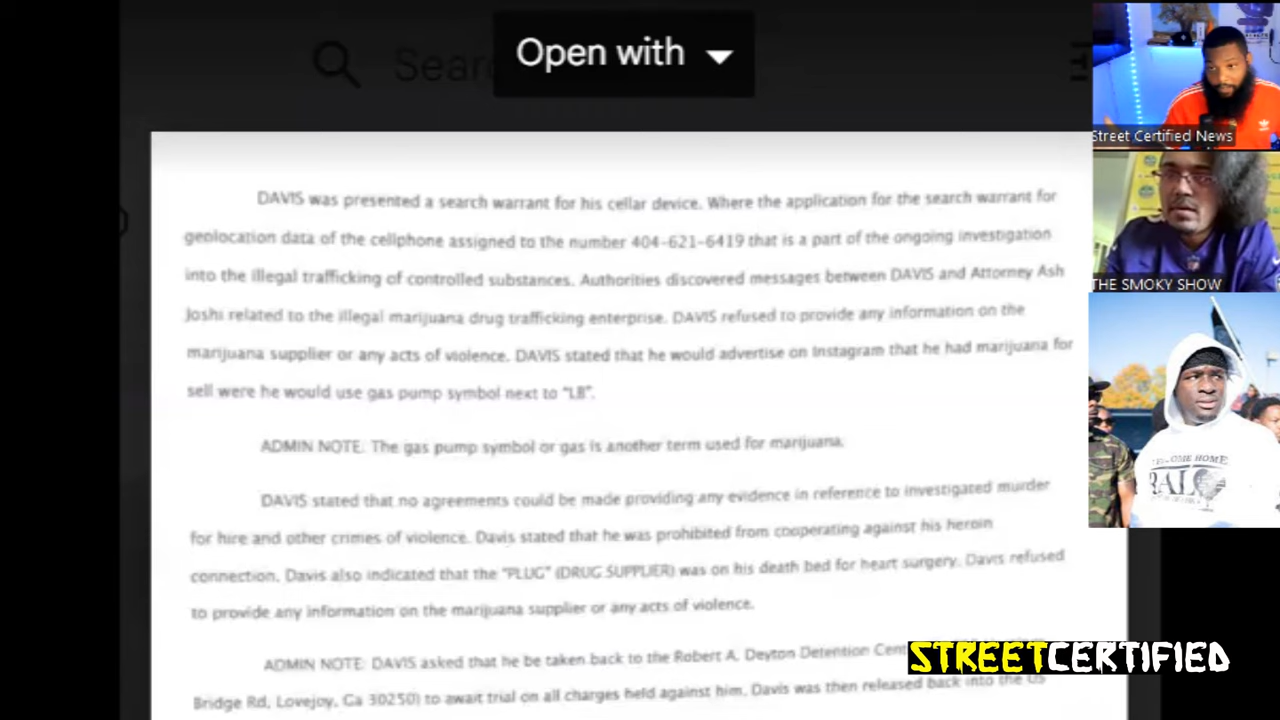 Open with
Sear
Street Certified News
THE SMOKY SHOW
DAVIS was presented a search warrant for his cellar device. Where the application for the search warrant for
geolocation data of the cellphone assigned to the number 404-621-6419 that is a part of the ongoing investigation
into the illegal trafficking of controlled substances. Authorities discovered messages between DAVIS and Attorney Ash
Joshi related to the illegal marijuana drug trafficking enterprise. DAVIS refused to provide any information on the
marijuana supplier or any acts of violence. DAVIS stated that he would advertise on Instagram that he had marijuana for
sell were he would use gas pump symbol next to "LB".
ADMIN NOTE: The gas pump symbol or gas is another term used for marijuana.
DAVIS stated that no agreements could be made providing any evidence in reference to investigated murder
for hire and other crimes of violence. Davis stated that he was prohibited from cooperating against his heroin
connection. Davis also indicated that the "PLUG" (DRUG SUPPLIER) was on his death bed for heart surgery. Davis refused
to provide any information on the marijuana supplier or any acts of violence.
ADMIN NOTE: DAVIS asked that he be taken back to the Robert A. Deyton Detention Cent
Bridge Rd, Lovejoy, Ga 30250) to await trial on all charges held against him. Davis was then released back into the US
HOME
RALO
STREETCERTIFIED